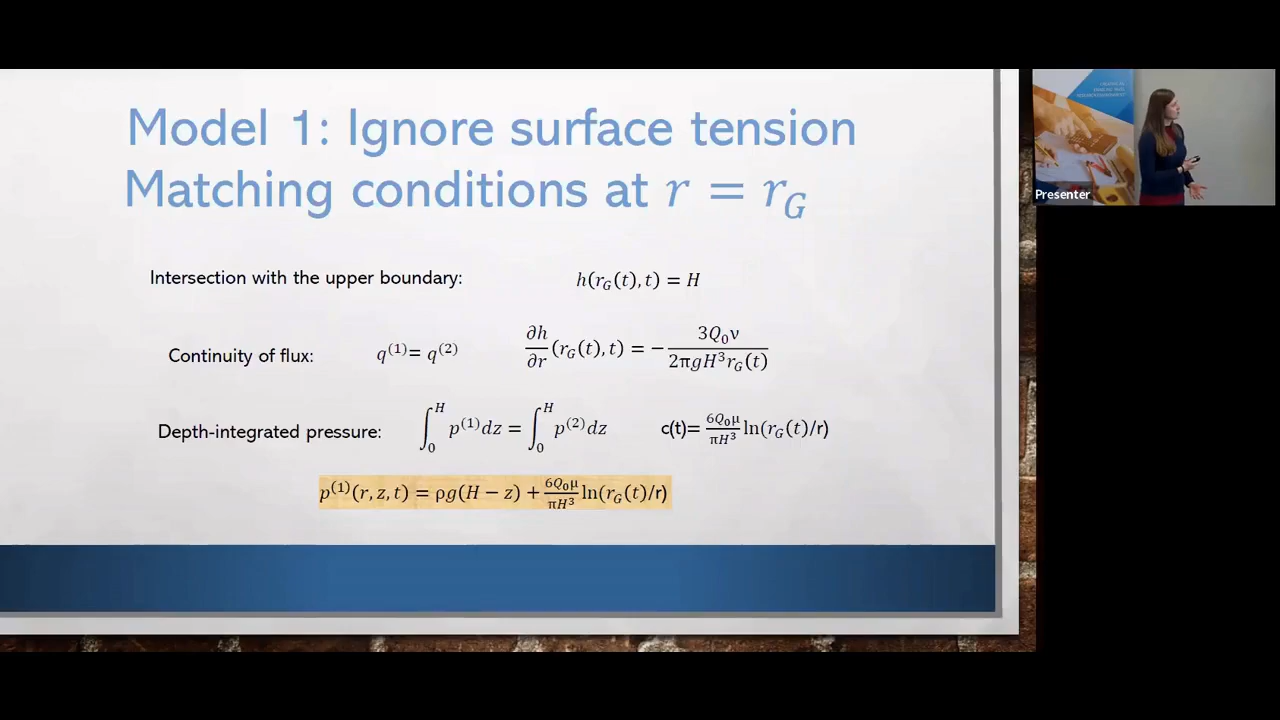 Model 1: Ignore surface tension
Matching conditions at r = r_G
Intersection with the upper boundary: h(r_G(t), t) = H
Continuity of flux: q^(1)= q^(2) ∂h/∂r (r_G(t), t) = − 3Q₀ν/2πgH³r_G(t)
Depth-integrated pressure: ∫₀^H p^(1)dz = ∫₀^H p^(2)dz c(t)= 6Q₀μ/πH³ ln(r_G(t)/r)
p^(1)(r, z, t) = ρg(H − z) + 6Q₀μ/πH³ ln(r_G(t)/r)
Presenter